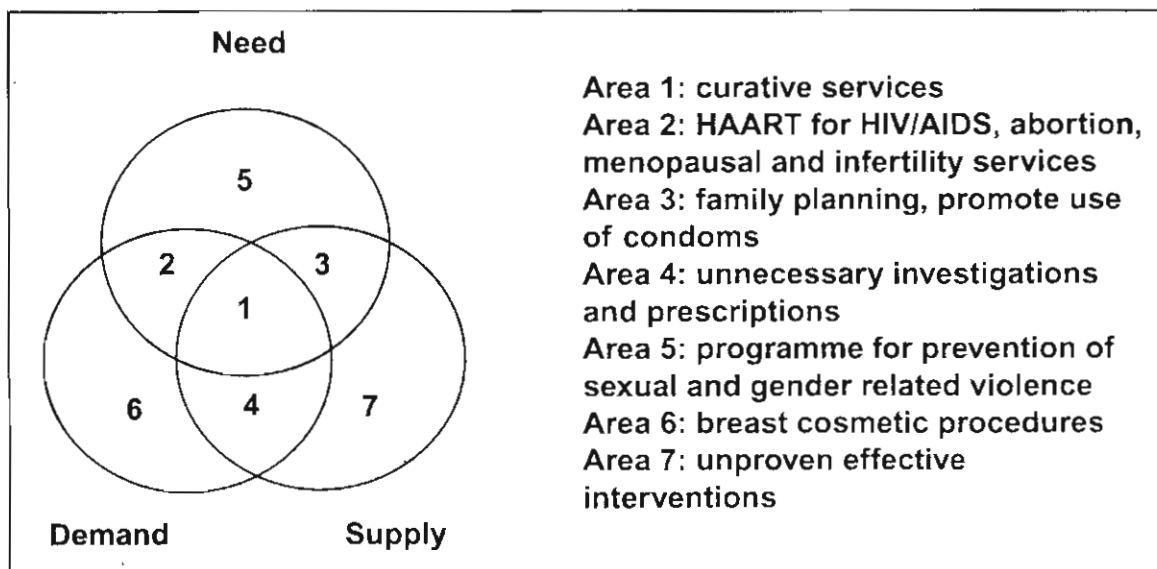 Need
5
2
3
1
6
4
7
Demand
Supply
Area 1: curative services
Area 2: HAART for HIV/AIDS, abortion,
menopausal and infertility services
Area 3: family planning, promote use
of condoms
Area 4: unnecessary investigations
and prescriptions
Area 5: programme for prevention of
sexual and gender related violence
Area 6: breast cosmetic procedures
Area 7: unproven effective
interventions